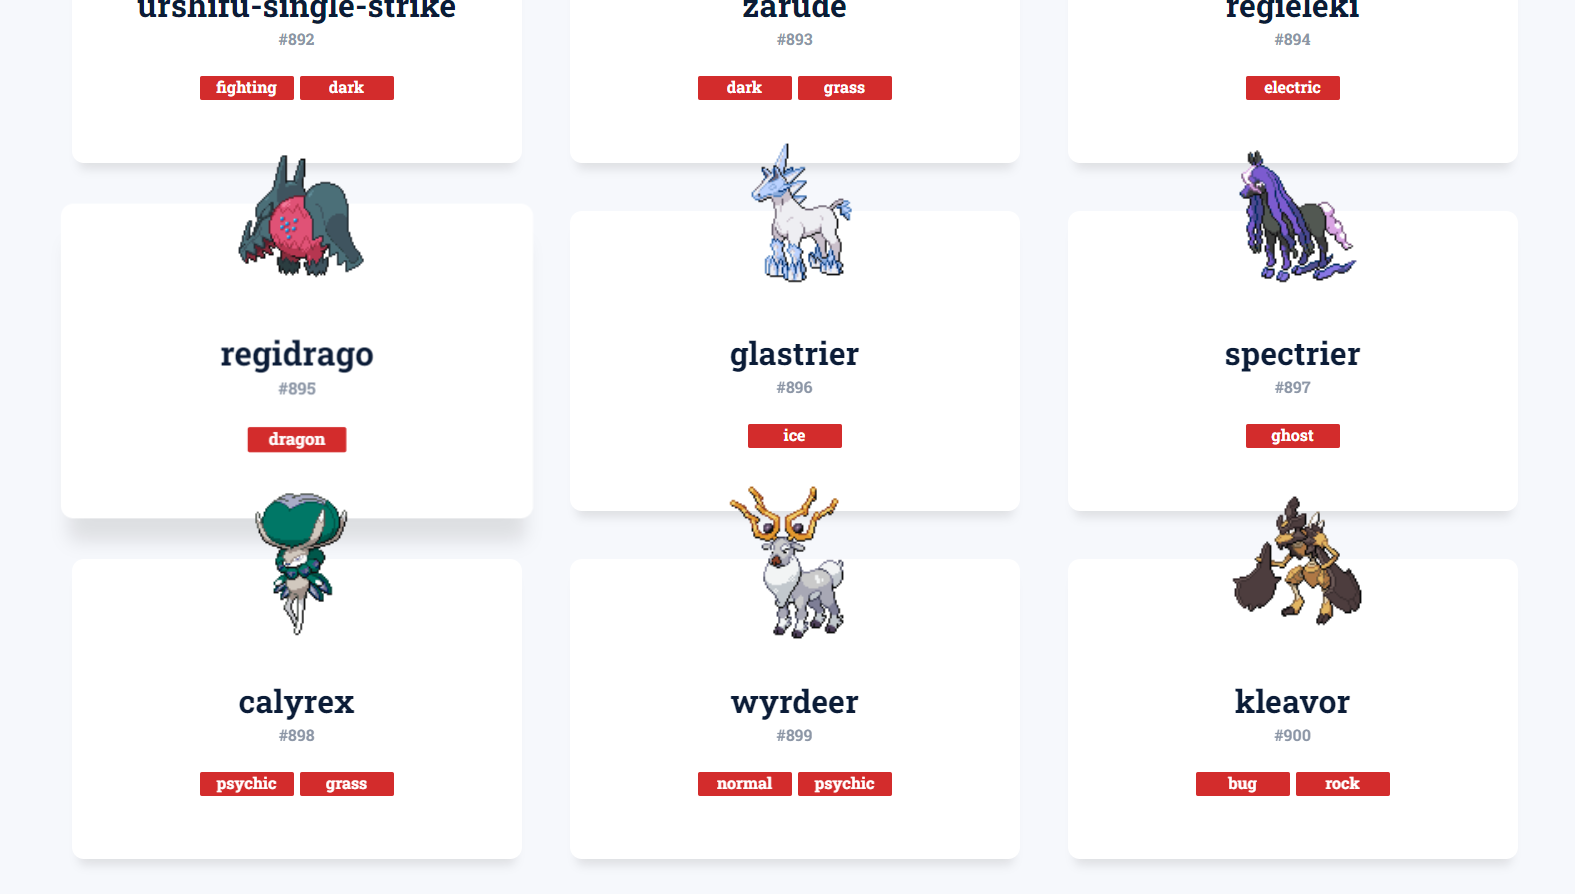 urshifu-single-strike
#892
fighting dark
zarude
#893
dark grass
regieleki
#894
electric
regidrago
#895
dragon
glastrier
#896
ice
spectrier
#897
ghost
calyrex
#898
psychic grass
wyrdeer
#899
normal psychic
kleavor
#900
bug rock